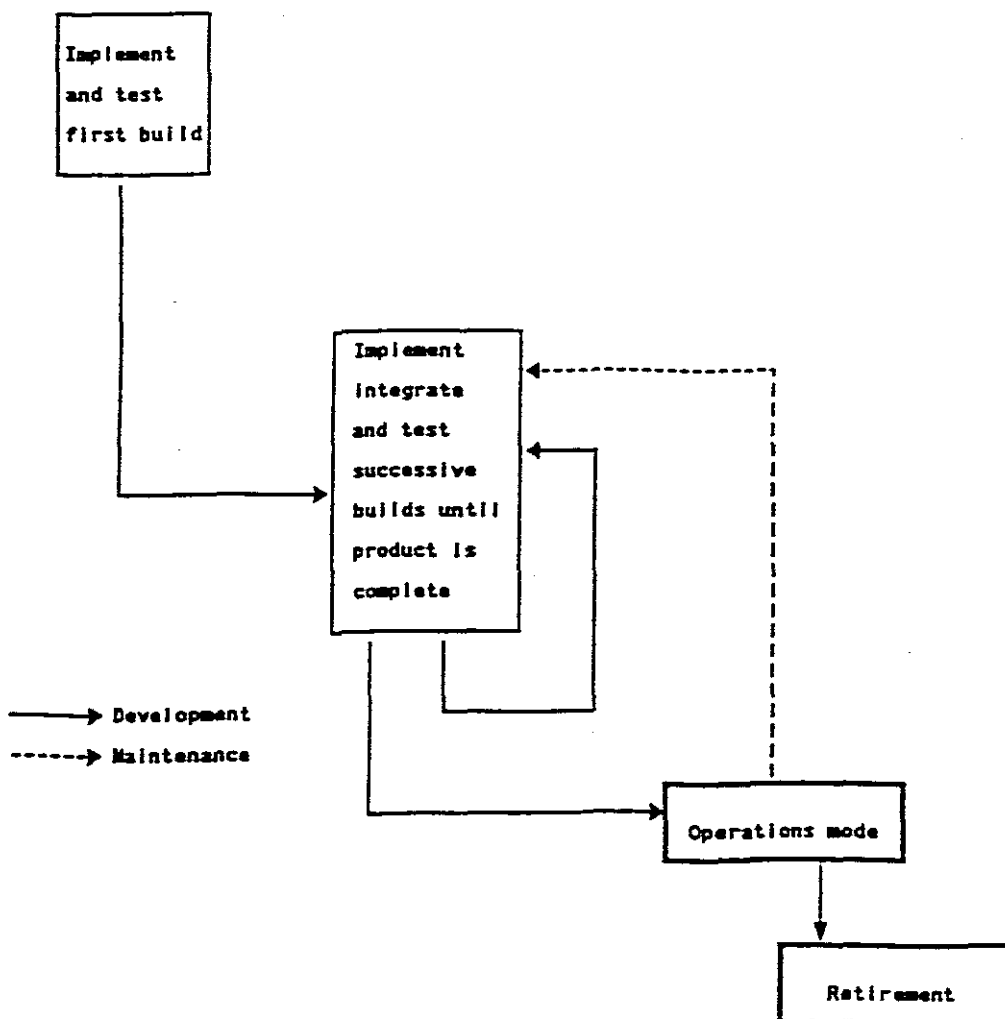 Implement
and test
first build
Implement
integrate
and test
successive
builds until
product is
complete
Development
Maintenance
Operations mode
Retirement